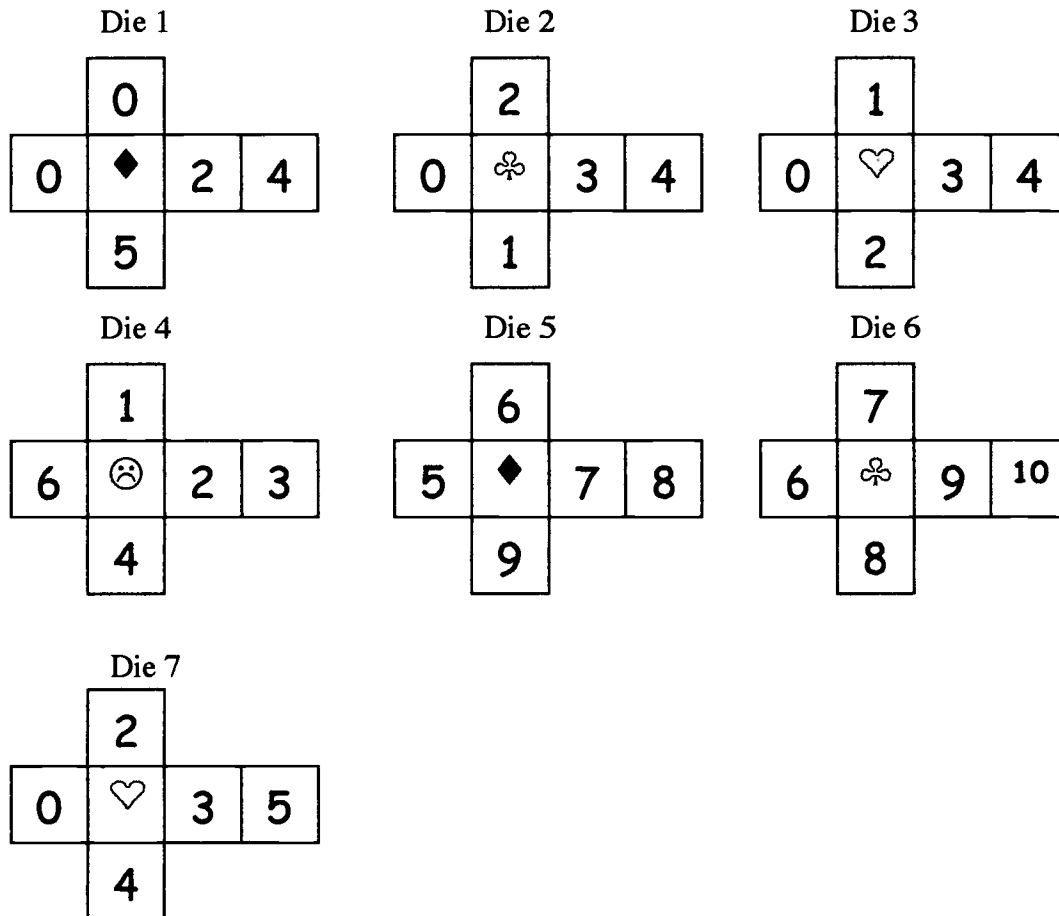 Die 1 Die 2 Die 3
0 2 1
0 ♦ 2 4 0 ♧ 3 4 0 ♡ 3 4
5 1 2
Die 4 Die 5 Die 6
1 6 7
6 ☹ 2 3 5 ♦ 7 8 6 ♧ 9 10
4 9 8
Die 7
2
0 ♡ 3 5
4